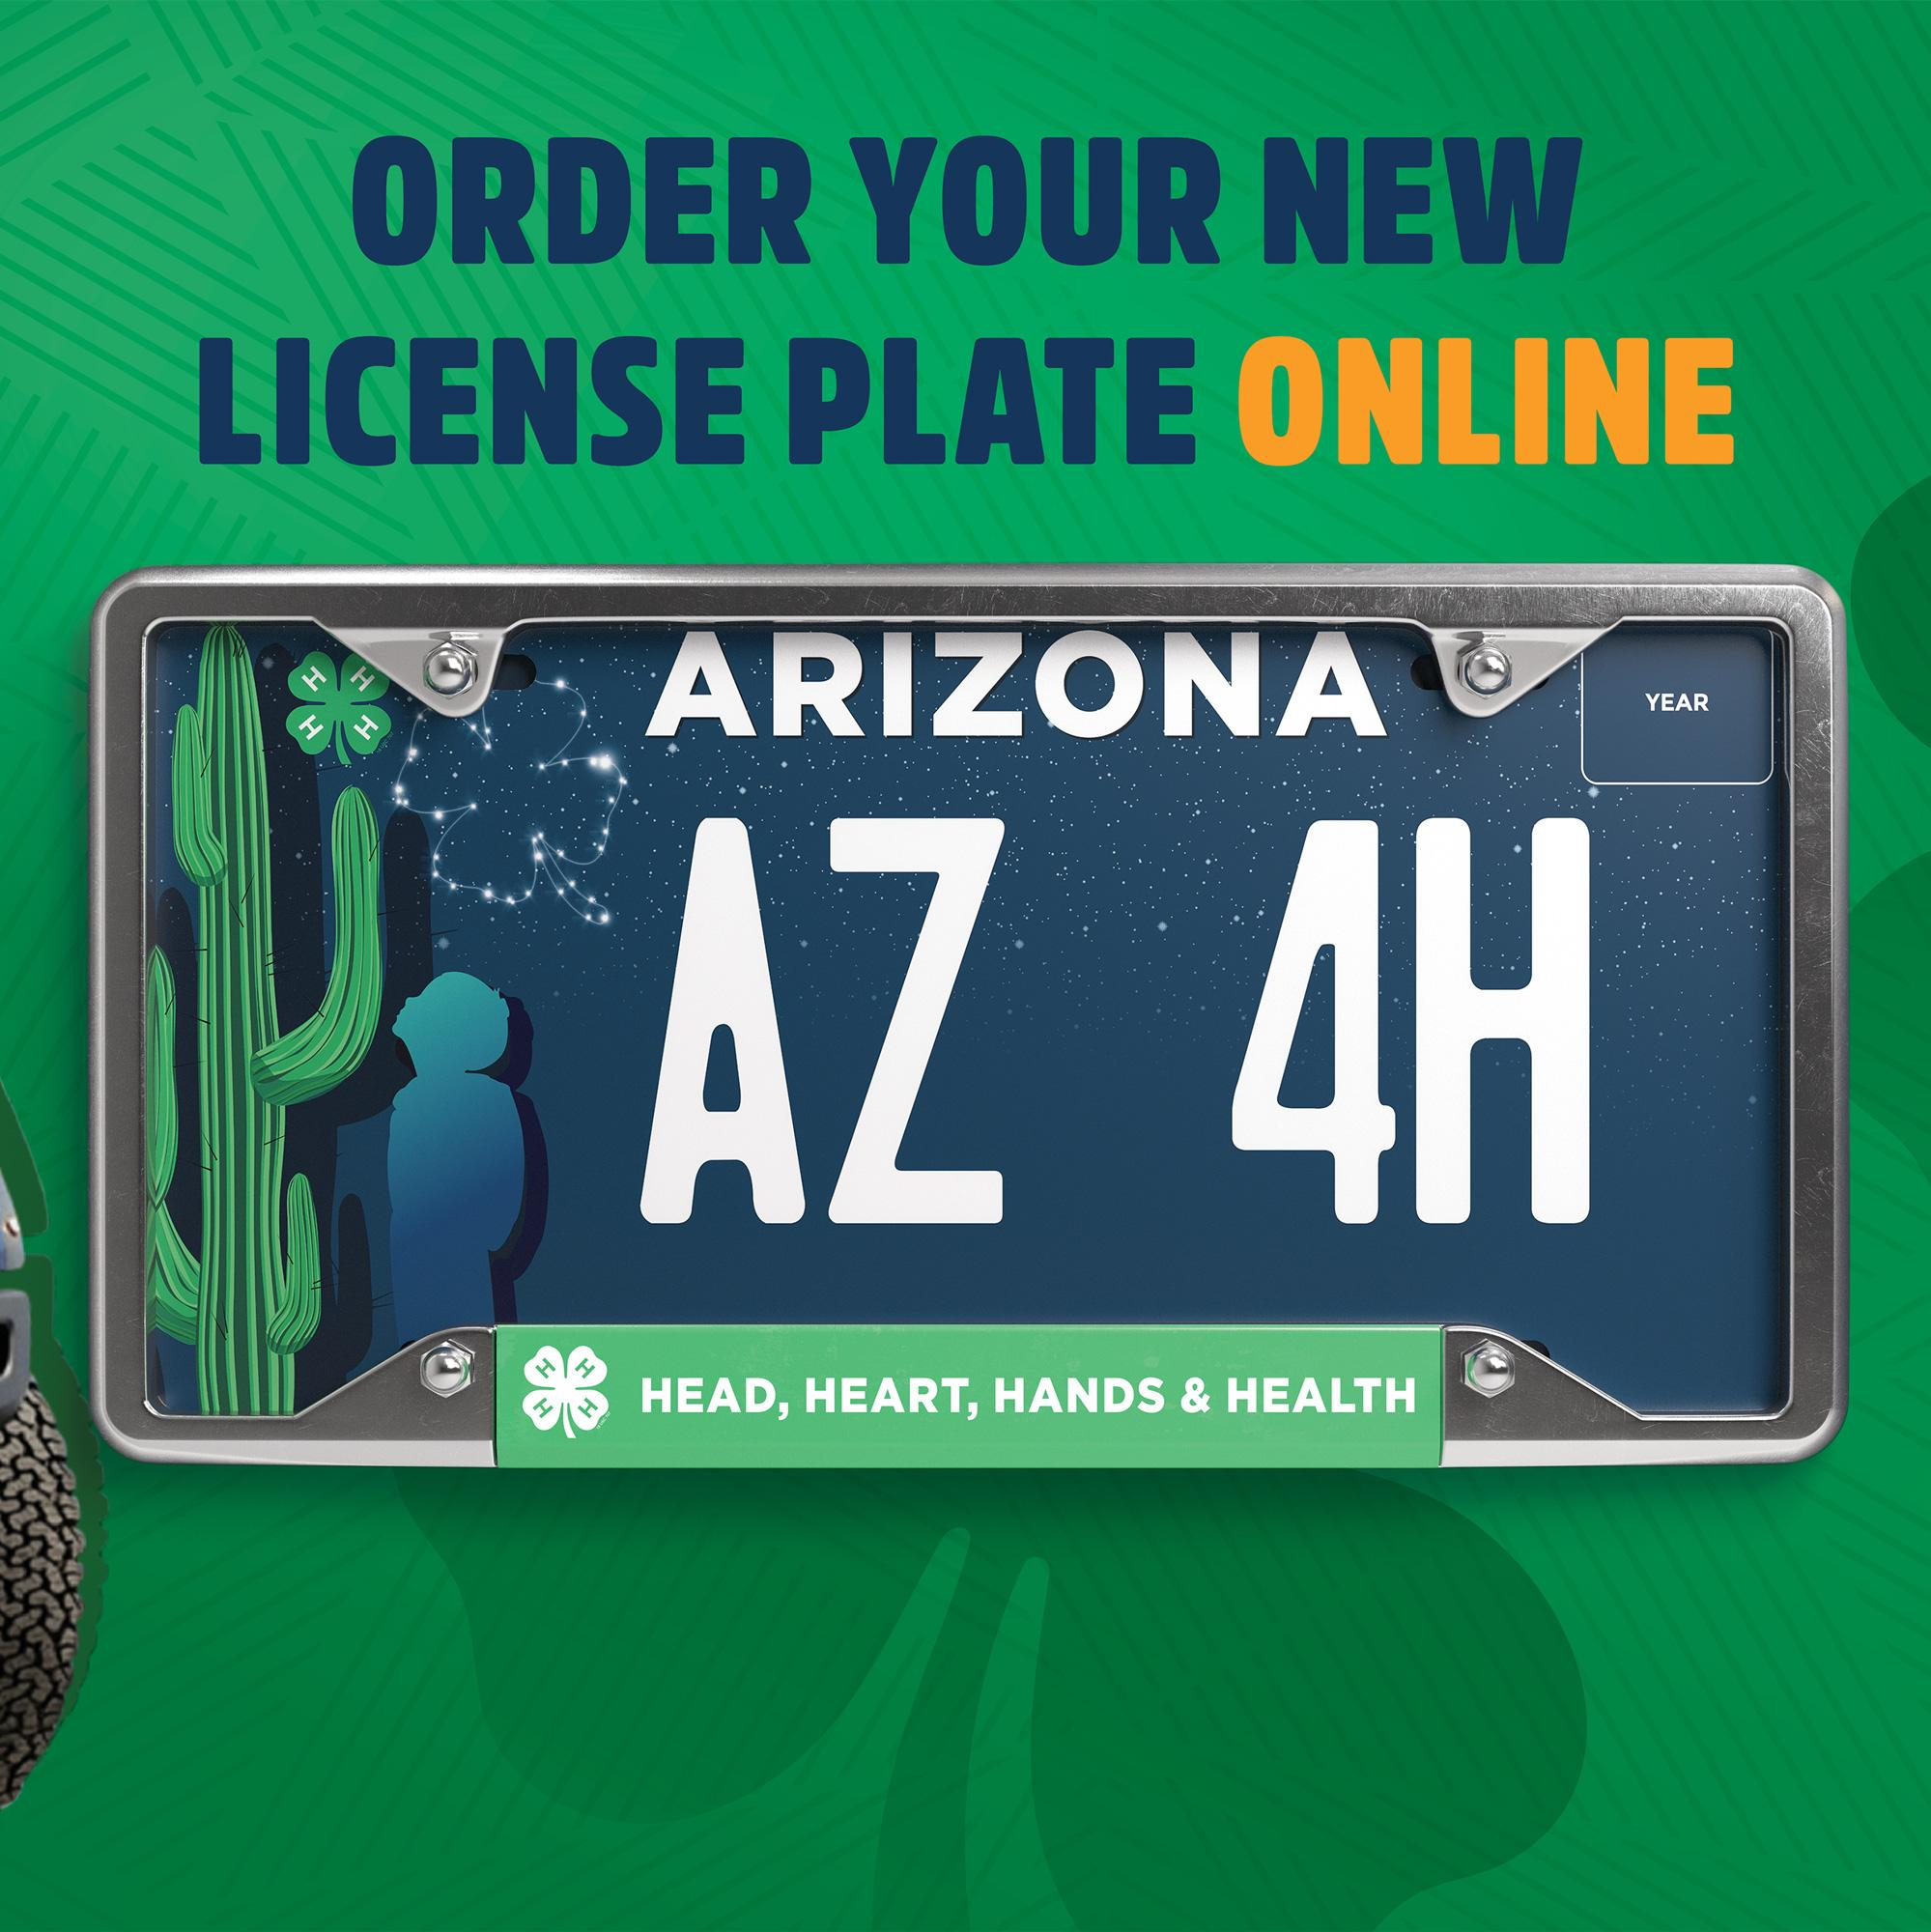 ORDER YOUR NEW
LICENSE PLATE ONLINE
ARIZONA
YEAR
H H
H H
AZ 4H
H H
H H
HEAD, HEART, HANDS & HEALTH